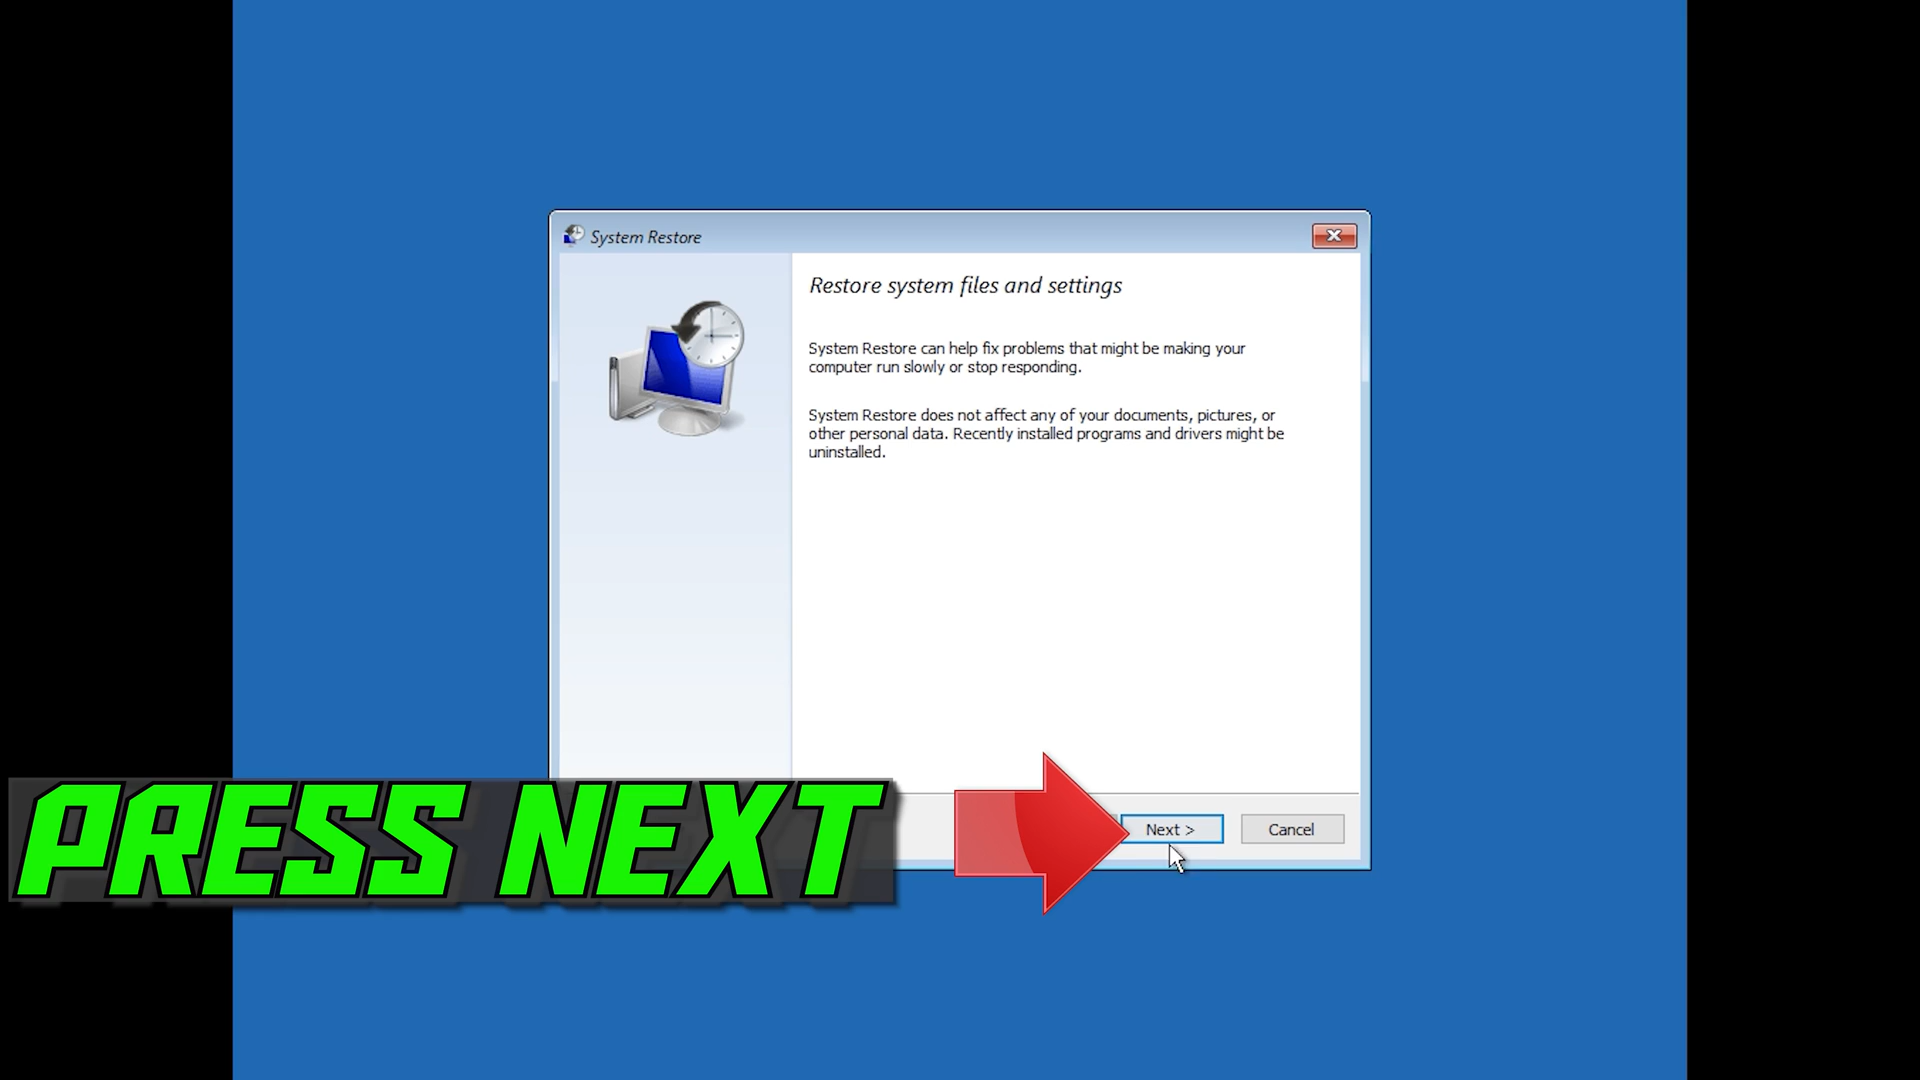 System Restore
Restore system files and settings
System Restore can help fix problems that might be making your
computer run slowly or stop responding.
System Restore does not affect any of your documents, pictures, or
other personal data. Recently installed programs and drivers might be
uninstalled.
PRESS NEXT
Next >
Cancel